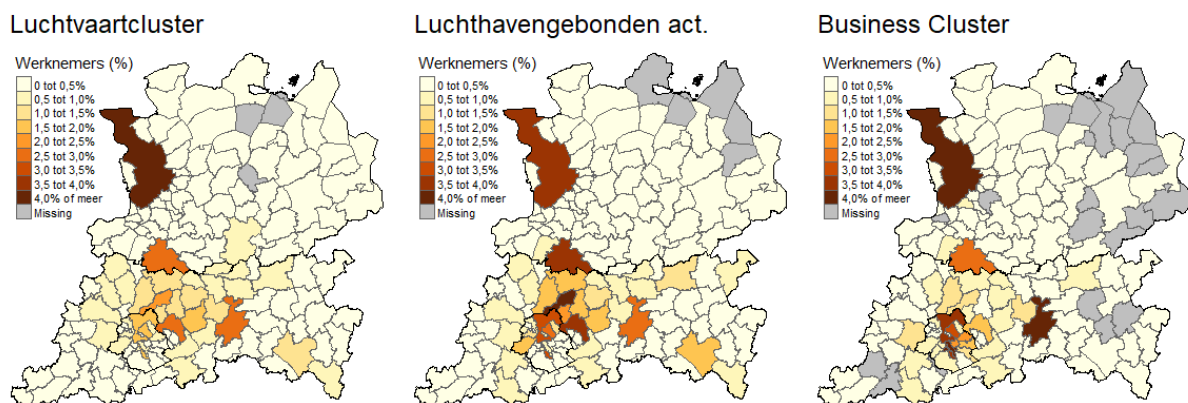 Luchtvaartcluster
Werknemers (%)
0 tot 0,5%
0,5 tot 1,0%
1,0 tot 1,5%
1,5 tot 2,0%
2,0 tot 2,5%
2,5 tot 3,0%
3,0 tot 3,5%
3,5 tot 4,0%
4,0% of meer
Missing
Luchthavengebonden act.
Werknemers (%)
0 tot 0,5%
0,5 tot 1,0%
1,0 tot 1,5%
1,5 tot 2,0%
2,0 tot 2,5%
2,5 tot 3,0%
3,0 tot 3,5%
3,5 tot 4,0%
4,0% of meer
Missing
Business Cluster
Werknemers (%)
0 tot 0,5%
0,5 tot 1,0%
1,0 tot 1,5%
1,5 tot 2,0%
2,0 tot 2,5%
2,5 tot 3,0%
3,0 tot 3,5%
3,5 tot 4,0%
4,0% of meer
Missing